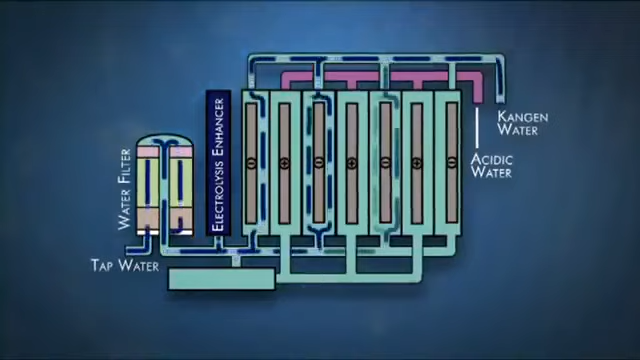 WATER FILTER
TAP WATER
ELECTROLYSIS ENHANCER
KANGEN
WATER
ACIDIC
WATER